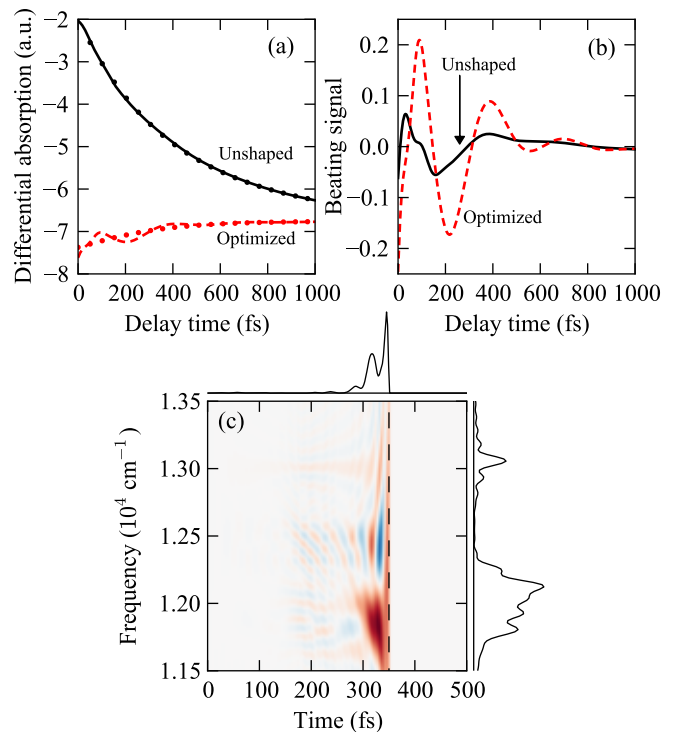 Differential absorption (a.u.)
−2
−3
−4
−5
−6
−7
−8
(a)
Unshaped
Optimized
0 200 400 600 800 1000
Delay time (fs)
Beating signal
0.2
0.1
0.0
−0.1
−0.2
(b)
Unshaped
Optimized
0 200 400 600 800 1000
Delay time (fs)
Frequency (10⁴ cm⁻¹)
1.35
1.30
1.25
1.20
1.15
(c)
0 100 200 300 400 500
Time (fs)